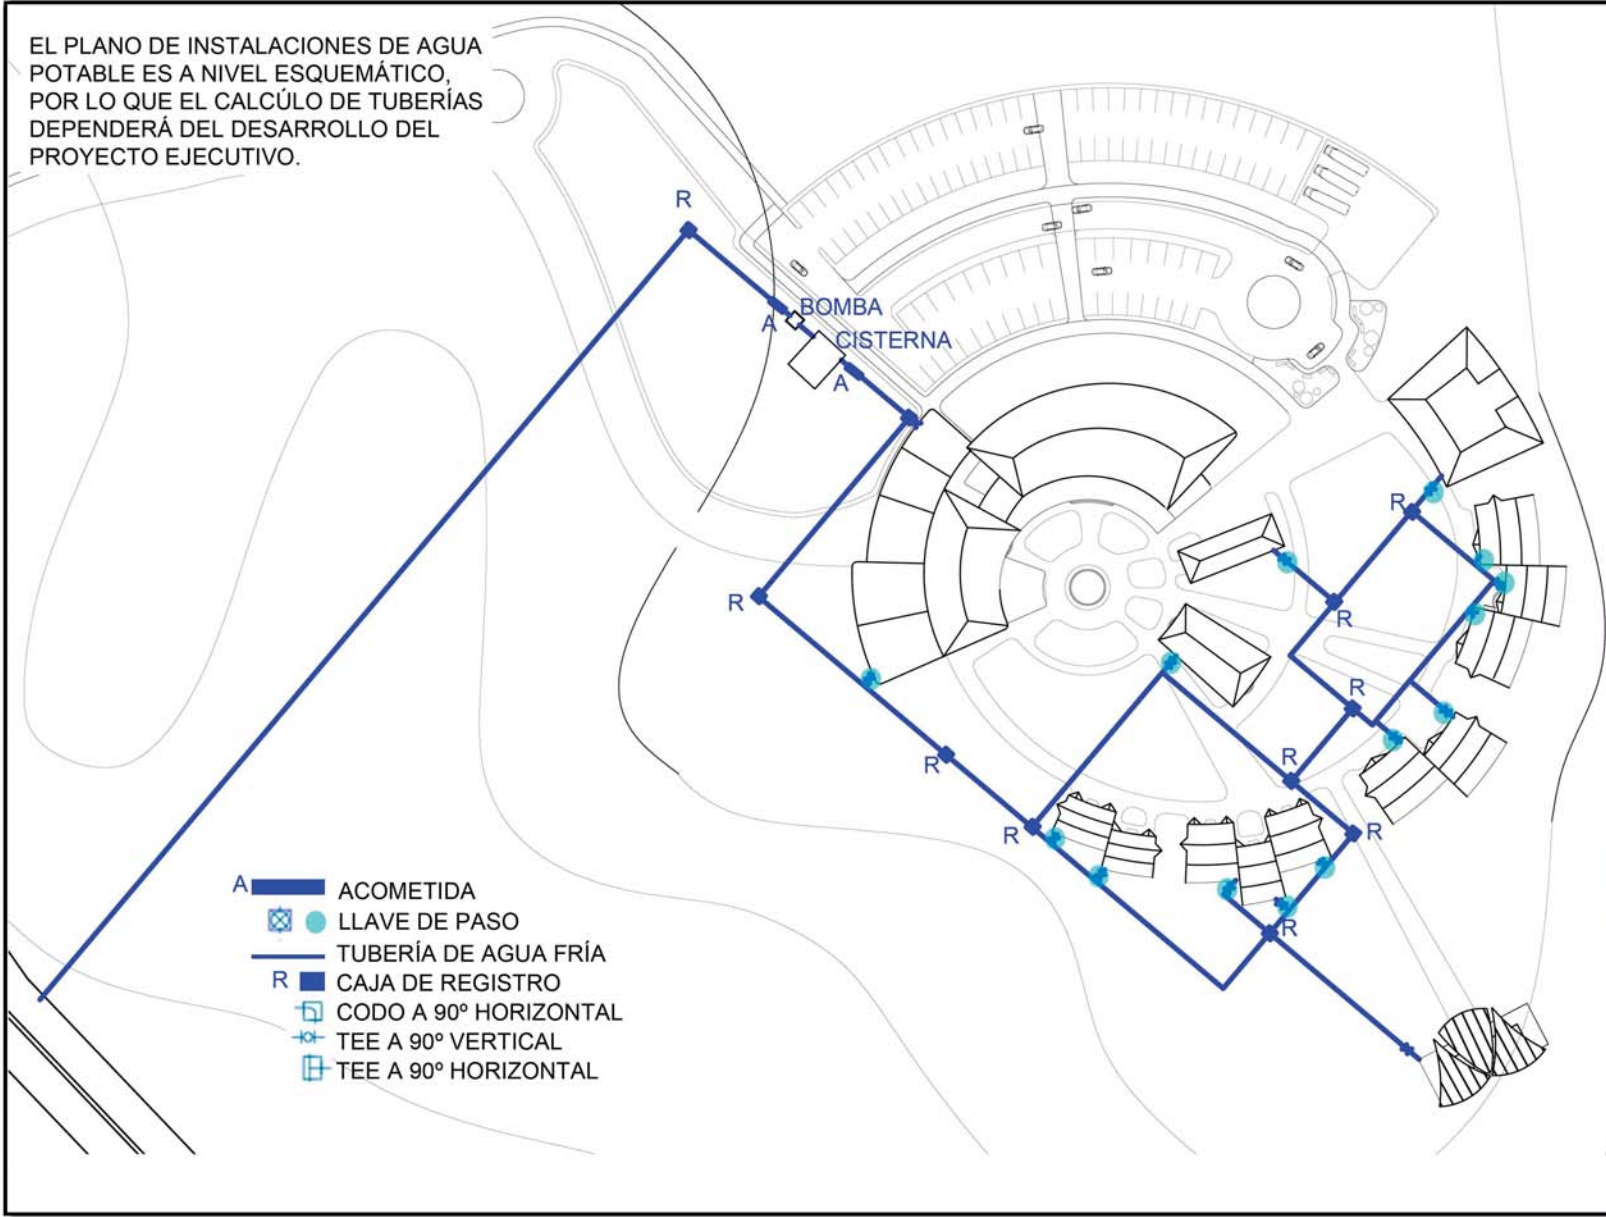 EL PLANO DE INSTALACIONES DE AGUA
POTABLE ES A NIVEL ESQUEMÁTICO,
POR LO QUE EL CALCÚLO DE TUBERÍAS
DEPENDERÁ DEL DESARROLLO DEL
PROYECTO EJECUTIVO.
R
BOMBA
A
CISTERNA
A
R
R
R
R
R
R
R
R
R
A ACOMETIDA
LLAVE DE PASO
TUBERÍA DE AGUA FRÍA
R CAJA DE REGISTRO
CODO A 90º HORIZONTAL
TEE A 90º VERTICAL
TEE A 90º HORIZONTAL